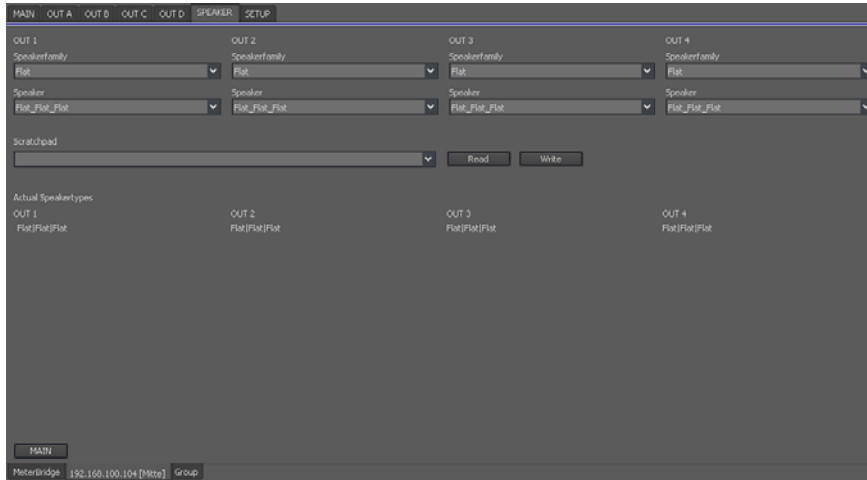 MAIN OUT A OUT B OUT C OUT D SPEAKER SETUP
OUT 1 OUT 2 OUT 3 OUT 4
Speakerfamily Speakerfamily Speakerfamily Speakerfamily
Flat Flat Flat Flat
Speaker Speaker Speaker Speaker
Flat_Flat_Flat Flat_Flat_Flat Flat_Flat_Flat Flat_Flat_Flat
Scratchpad
Read Write
Actual Speakertypes
OUT 1 OUT 2 OUT 3 OUT 4
Flat|Flat|Flat Flat|Flat|Flat Flat|Flat|Flat Flat|Flat|Flat
MAIN
MeterBridge 192.168.100.104 [Mitte] Group